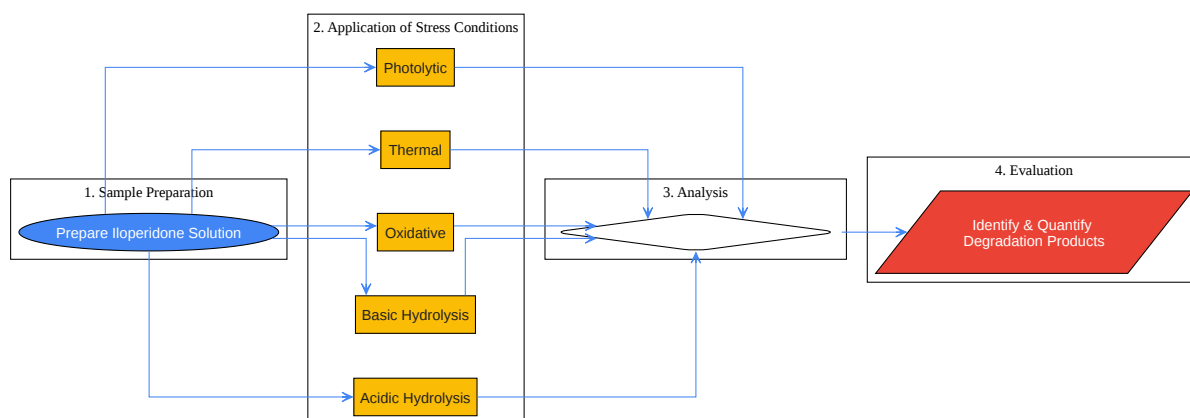 2. Application of Stress Conditions
Photolytic
Thermal
1. Sample Preparation
Prepare Iloperidone Solution
Oxidative
Basic Hydrolysis
Acidic Hydrolysis
3. Analysis
4. Evaluation
Identify & Quantify
Degradation Products